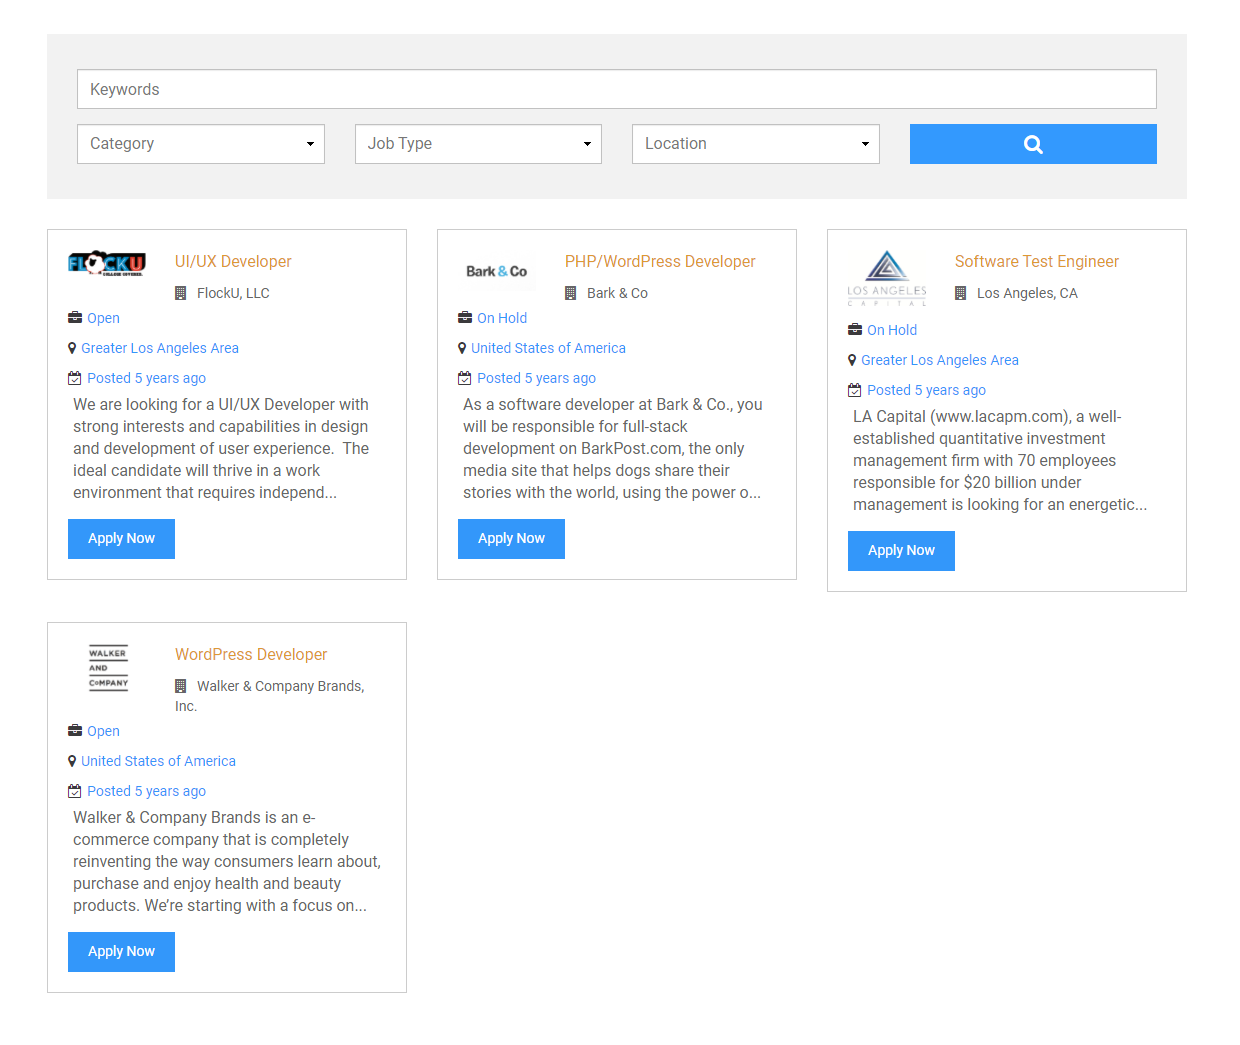 Keywords
Category
Job Type
Location
FLOCKU
UI/UX Developer
FlockU, LLC
Open
Greater Los Angeles Area
Posted 5 years ago
We are looking for a UI/UX Developer with
strong interests and capabilities in design
and development of user experience.  The
ideal candidate will thrive in a work
environment that requires independ...
Apply Now
Bark & Co
PHP/WordPress Developer
Bark & Co
On Hold
United States of America
Posted 5 years ago
As a software developer at Bark & Co., you
will be responsible for full-stack
development on BarkPost.com, the only
media site that helps dogs share their
stories with the world, using the power o...
Apply Now
LOS ANGELES
CAPITAL
Software Test Engineer
Los Angeles, CA
On Hold
Greater Los Angeles Area
Posted 5 years ago
LA Capital (www.lacapm.com), a well-
established quantitative investment
management firm with 70 employees
responsible for $20 billion under
management is looking for an energetic...
Apply Now
WALKER
AND
COMPANY
WordPress Developer
Walker & Company Brands,
Inc.
Open
United States of America
Posted 5 years ago
Walker & Company Brands is an e-
commerce company that is completely
reinventing the way consumers learn about,
purchase and enjoy health and beauty
products. We’re starting with a focus on...
Apply Now